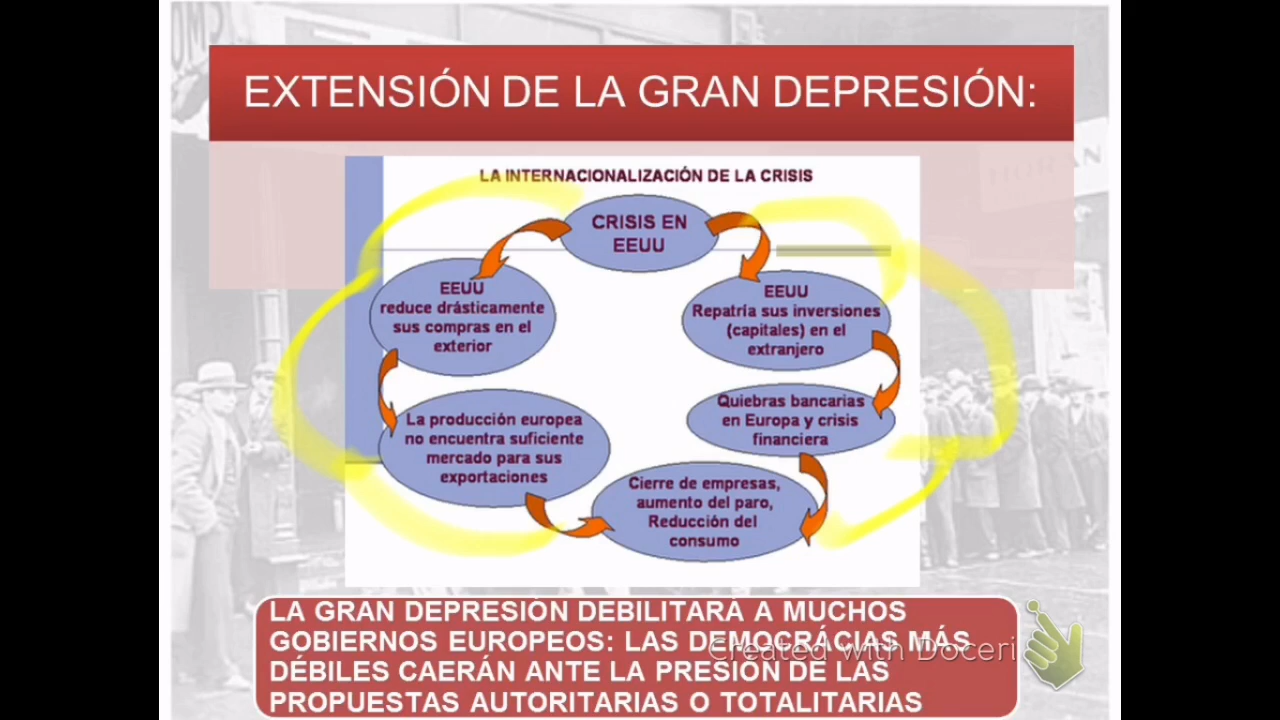 EXTENSIÓN DE LA GRAN DEPRESIÓN:
LA INTERNACIONALIZACIÓN DE LA CRISIS
CRISIS EN
EEUU
EEUU
reduce drásticamente
sus compras en el
exterior
EEUU
Repatría sus inversiones
(capitales) en el
extranjero
La producción europea
no encuentra suficiente
mercado para sus
exportaciones
Quiebras bancarias
en Europa y crisis
financiera
Cierre de empresas,
aumento del paro,
Reducción del
consumo
LA GRAN DEPRESIÓN DEBILITARÁ A MUCHOS
GOBIERNOS EUROPEOS: LAS DEMOCRÁCIAS MÁS
DÉBILES CAERÁN ANTE LA PRESIÓN DE LAS
PROPUESTAS AUTORITARIAS O TOTALITARIAS
Created with Doceri